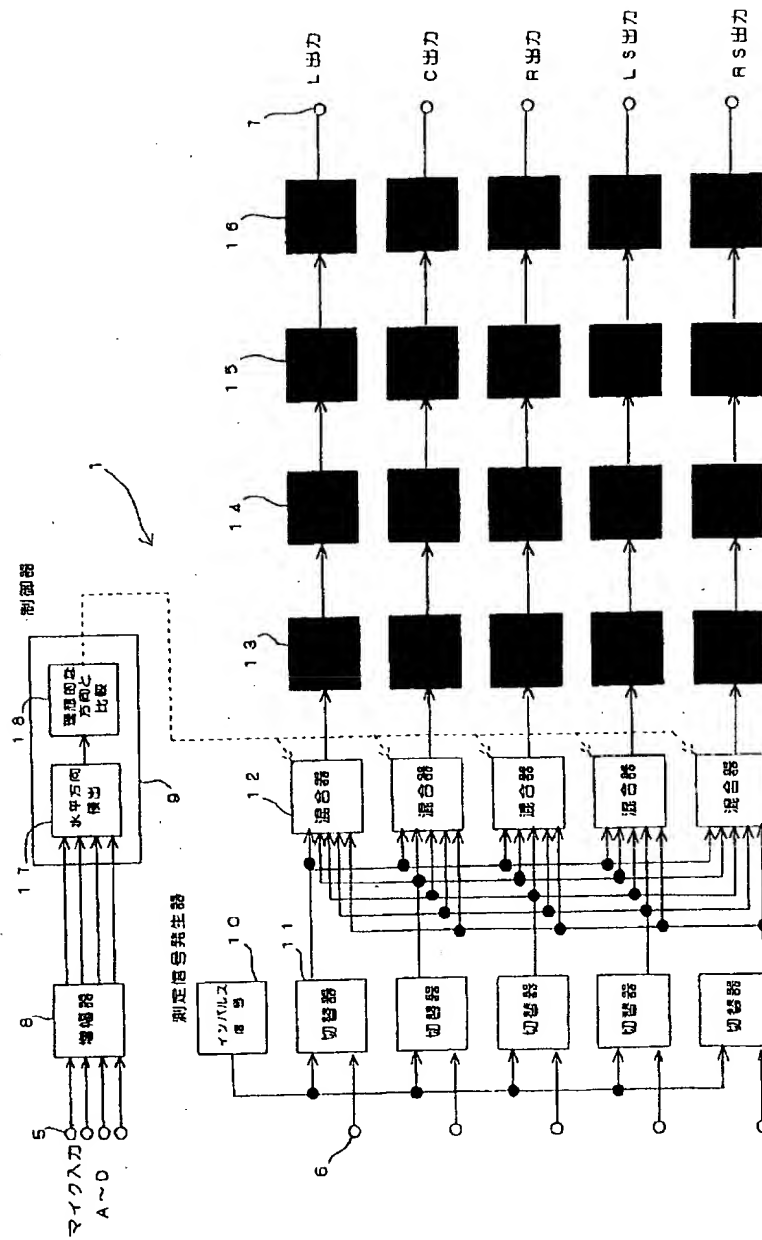 制御器
1
マイク入力
A~D
5
8
増幅器
17
水平方向
検出
18
理想的な
方向と
比較
9
測定信号発生器
10
インパルス
信号
6
11
切替器
切替器
切替器
切替器
切替器
12
混合器
混合器
混合器
混合器
混合器
13
14
15
16
7
L出力
C出力
R出力
LS出力
RS出力